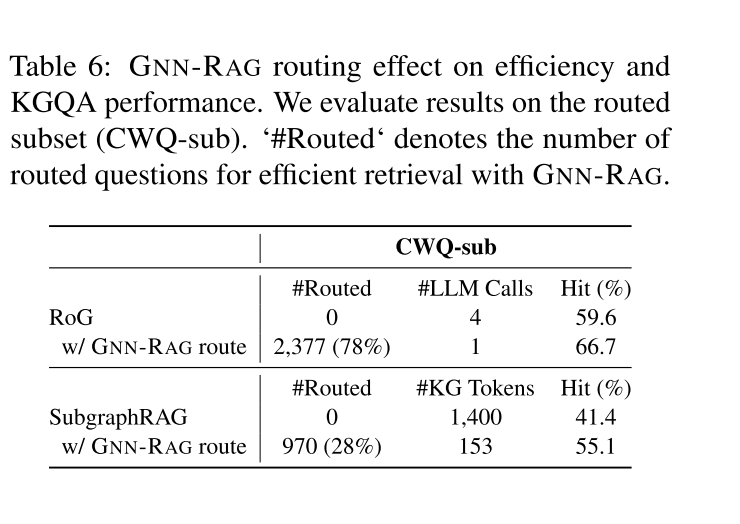 Table 6: GNN-RAG routing effect on efficiency and
KGQA performance. We evaluate results on the routed
subset (CWQ-sub). ‘#Routed‘ denotes the number of
routed questions for efficient retrieval with GNN-RAG.
CWQ-sub
#Routed #LLM Calls Hit (%)
RoG 0 4 59.6
w/ GNN-RAG route 2,377 (78%) 1 66.7
#Routed #KG Tokens Hit (%)
SubgraphRAG 0 1,400 41.4
w/ GNN-RAG route 970 (28%) 153 55.1